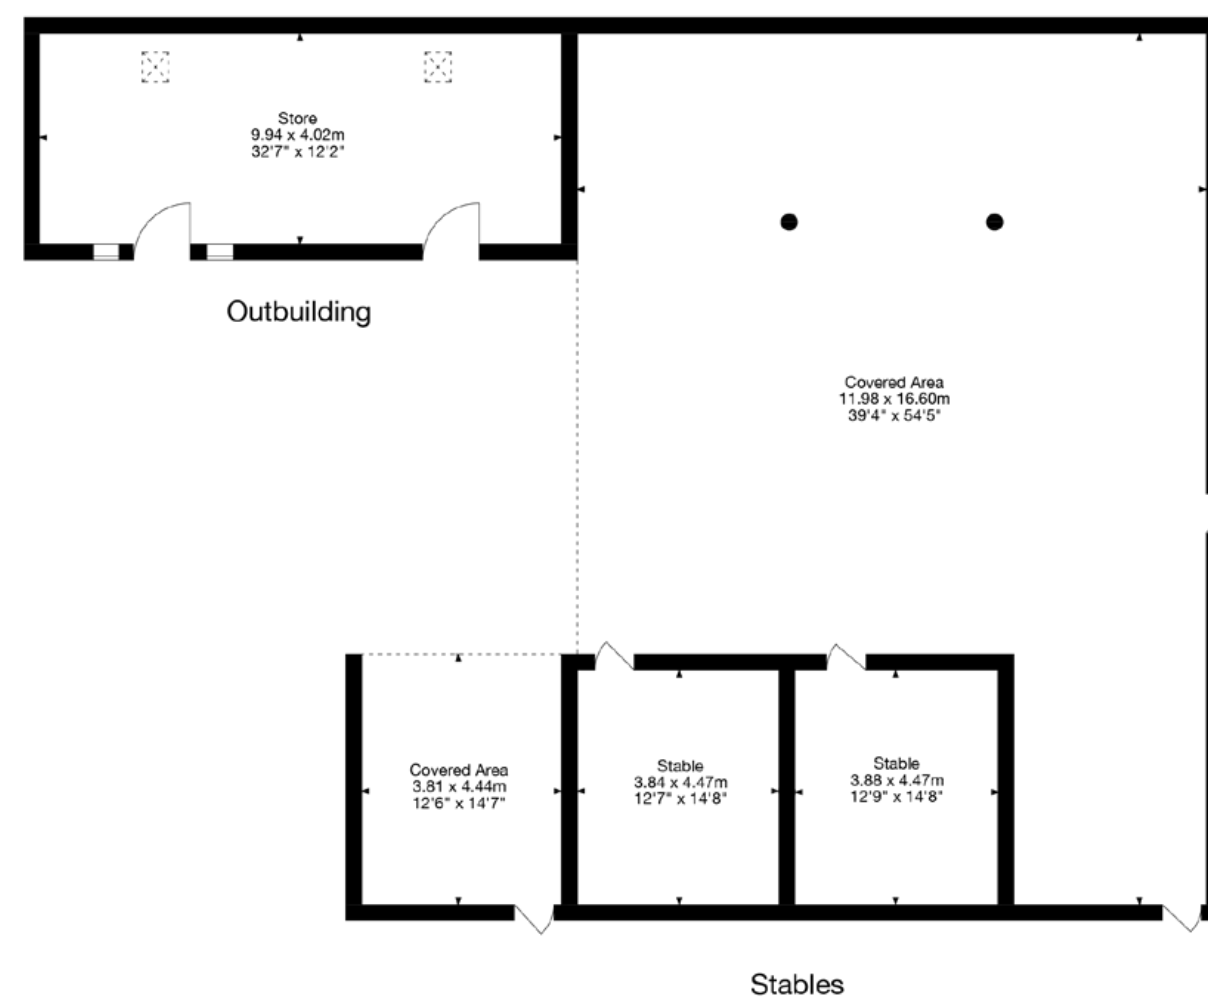 Store
9.94 x 4.02m
32'7" x 12'2"
Outbuilding
Covered Area
11.98 x 16.60m
39'4" x 54'5"
Covered Area
3.81 x 4.44m
12'6" x 14'7"
Stable
3.84 x 4.47m
12'7" x 14'8"
Stable
3.88 x 4.47m
12'9" x 14'8"
Stables